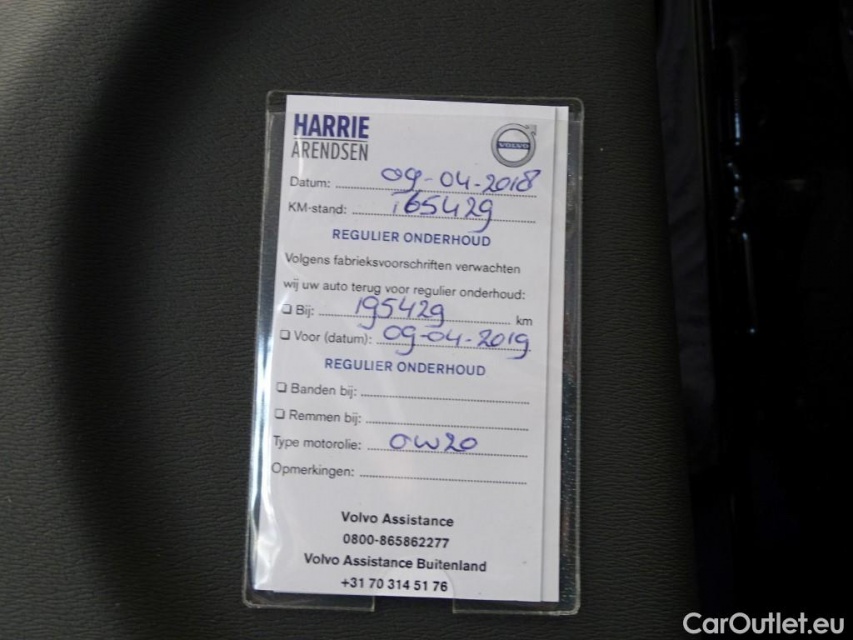 HARRIE
ARENDSEN
VOLVO
Datum: 09-04-2018
KM-stand: 165429
REGULIER ONDERHOUD
Volgens fabrieksvoorschriften verwachten
wij uw auto terug voor regulier onderhoud:
❏ Bij: 195429 km
❏ Voor (datum): 09-04-2019
REGULIER ONDERHOUD
❏ Banden bij:
❏ Remmen bij:
Type motorolie: 0W20
Opmerkingen:
Volvo Assistance
0800-865862277
Volvo Assistance Buitenland
+31 70 314 51 76
CarOutlet.eu